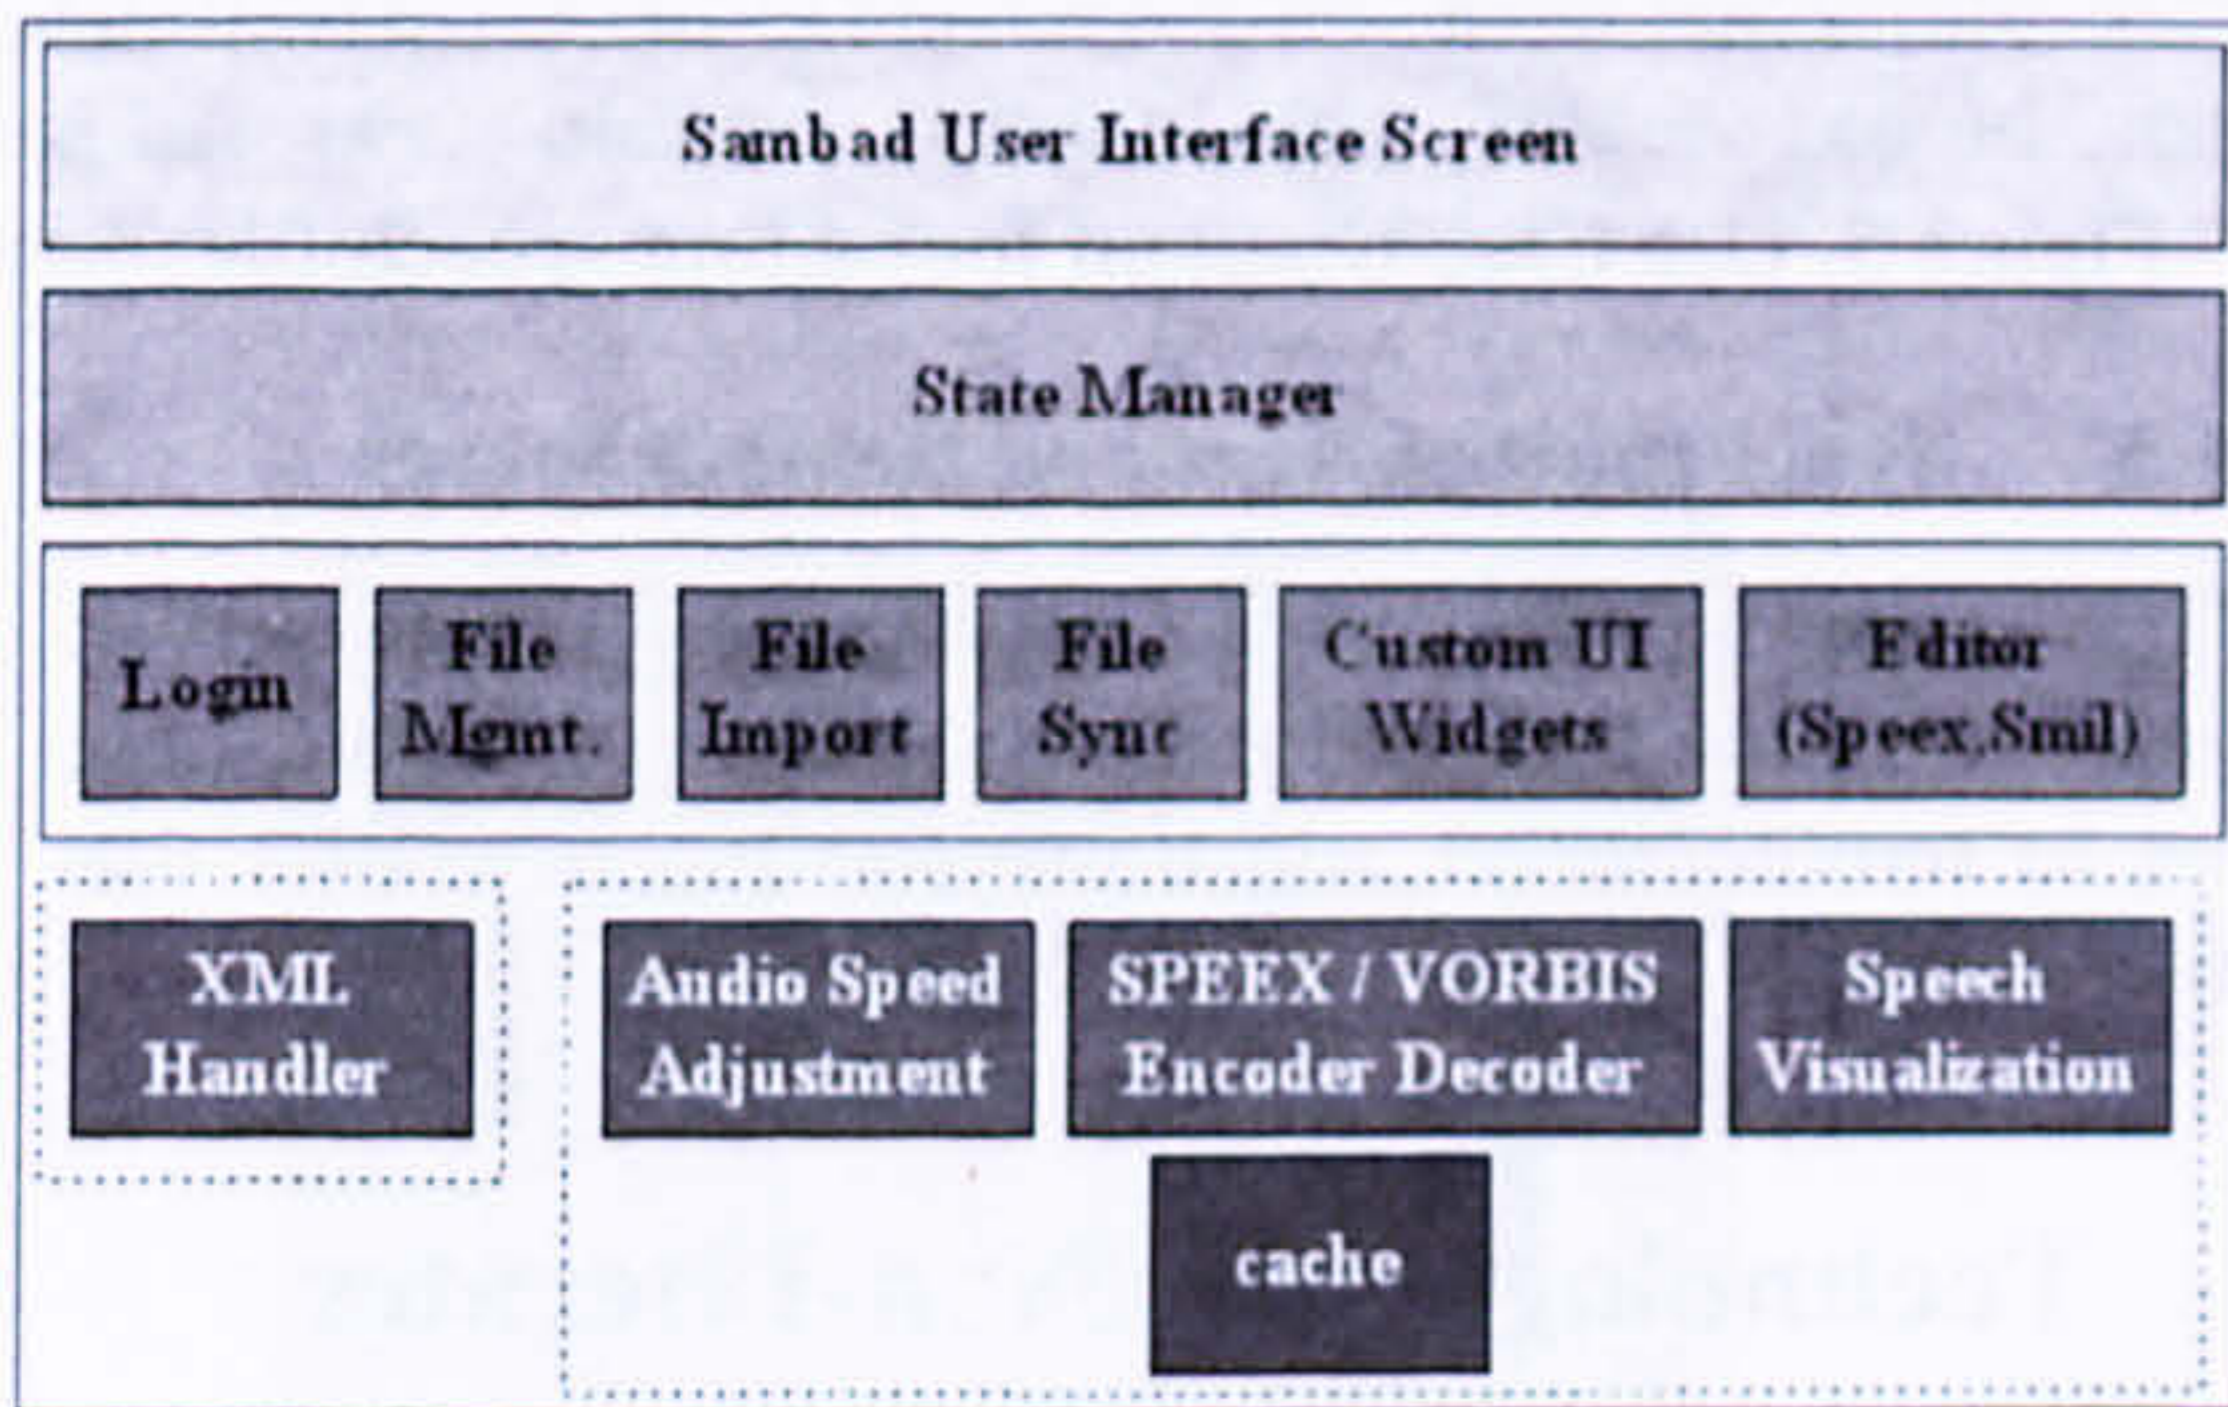 Sambad User Interface Screen
State Manager
Login
File
Mgmt.
File
Import
File
Sync
Custom UI
Widgets
Editor
(Speex,Smil)
XML
Handler
Audio Speed
Adjustment
SPEEX / VORBIS
Encoder Decoder
Speech
Visualization
cache